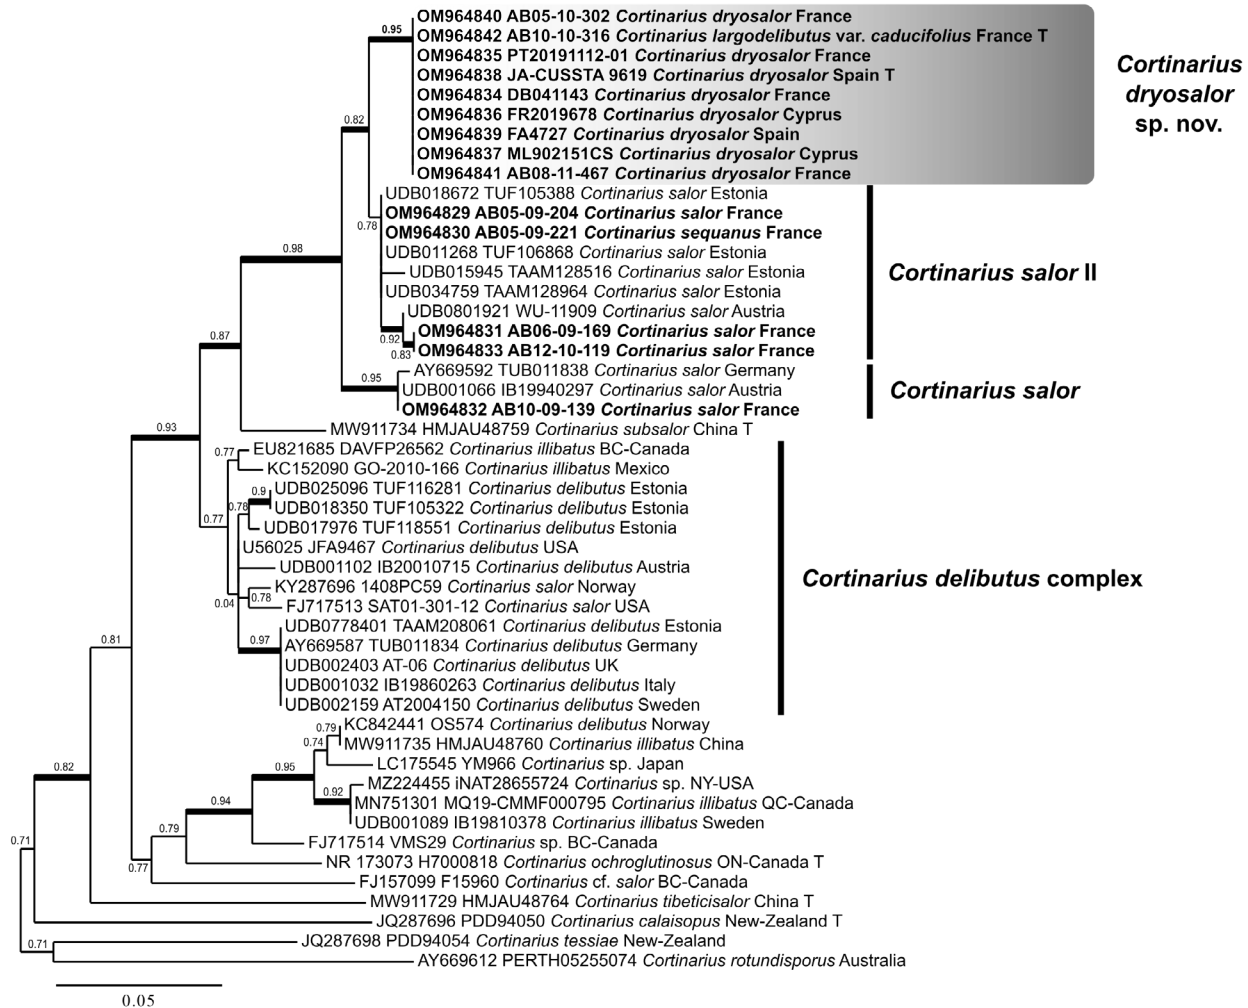 OM964840 AB05-10-302 Cortinarius dryosalor France
OM964842 AB10-10-316 Cortinarius largodelibutus var. caducifolius France T
OM964835 PT20191112-01 Cortinarius dryosalor France
OM964838 JA-CUSSTA 9619 Cortinarius dryosalor Spain T
OM964834 DB041143 Cortinarius dryosalor France
OM964836 FR2019678 Cortinarius dryosalor Cyprus
OM964839 FA4727 Cortinarius dryosalor Spain
OM964837 ML902151CS Cortinarius dryosalor Cyprus
OM964841 AB08-11-467 Cortinarius dryosalor France
Cortinarius
dryosalor
sp. nov.
UDB018672 TUF105388 Cortinarius salor Estonia
OM964829 AB05-09-204 Cortinarius salor France
OM964830 AB05-09-221 Cortinarius sequanus France
UDB011268 TUF106868 Cortinarius salor Estonia
UDB015945 TAAM128516 Cortinarius salor Estonia
UDB034759 TAAM128964 Cortinarius salor Estonia
UDB0801921 WU-11909 Cortinarius salor Austria
OM964831 AB06-09-169 Cortinarius salor France
OM964833 AB12-10-119 Cortinarius salor France
Cortinarius salor II
AY669592 TUB011838 Cortinarius salor Germany
UDB001066 IB19940297 Cortinarius salor Austria
OM964832 AB10-09-139 Cortinarius salor France
Cortinarius salor
MW911734 HMJAU48759 Cortinarius subsalor China T
EU821685 DAVFP26562 Cortinarius illibatus BC-Canada
KC152090 GO-2010-166 Cortinarius illibatus Mexico
UDB025096 TUF116281 Cortinarius delibutus Estonia
UDB018350 TUF105322 Cortinarius delibutus Estonia
UDB017976 TUF118551 Cortinarius delibutus Estonia
U56025 JFA9467 Cortinarius delibutus USA
UDB001102 IB20010715 Cortinarius delibutus Austria
KY287696 1408PC59 Cortinarius salor Norway
FJ717513 SAT01-301-12 Cortinarius salor USA
UDB0778401 TAAM208061 Cortinarius delibutus Estonia
AY669587 TUB011834 Cortinarius delibutus Germany
UDB002403 AT-06 Cortinarius delibutus UK
UDB001032 IB19860263 Cortinarius delibutus Italy
UDB002159 AT2004150 Cortinarius delibutus Sweden
Cortinarius delibutus complex
KC842441 OS574 Cortinarius delibutus Norway
MW911735 HMJAU48760 Cortinarius illibatus China
LC175545 YM966 Cortinarius sp. Japan
MZ224455 iNAT28655724 Cortinarius sp. NY-USA
MN751301 MQ19-CMMF000795 Cortinarius illibatus QC-Canada
UDB001089 IB19810378 Cortinarius illibatus Sweden
FJ717514 VMS29 Cortinarius sp. BC-Canada
NR 173073 H7000818 Cortinarius ochroglutinosus ON-Canada T
FJ157099 F15960 Cortinarius cf. salor BC-Canada
MW911729 HMJAU48764 Cortinarius tibeticisalor China T
JQ287696 PDD94050 Cortinarius calaisopus New-Zealand T
JQ287698 PDD94054 Cortinarius tessiae New-Zealand
AY669612 PERTH05255074 Cortinarius rotundisporus Australia
0.95
0.82
0.78
0.98
0.92
0.83
0.87
0.95
0.93
0.77
0.9
0.78
0.77
0.04
0.78
0.97
0.81
0.79
0.74
0.95
0.92
0.82
0.94
0.79
0.77
0.71
0.71
0.05